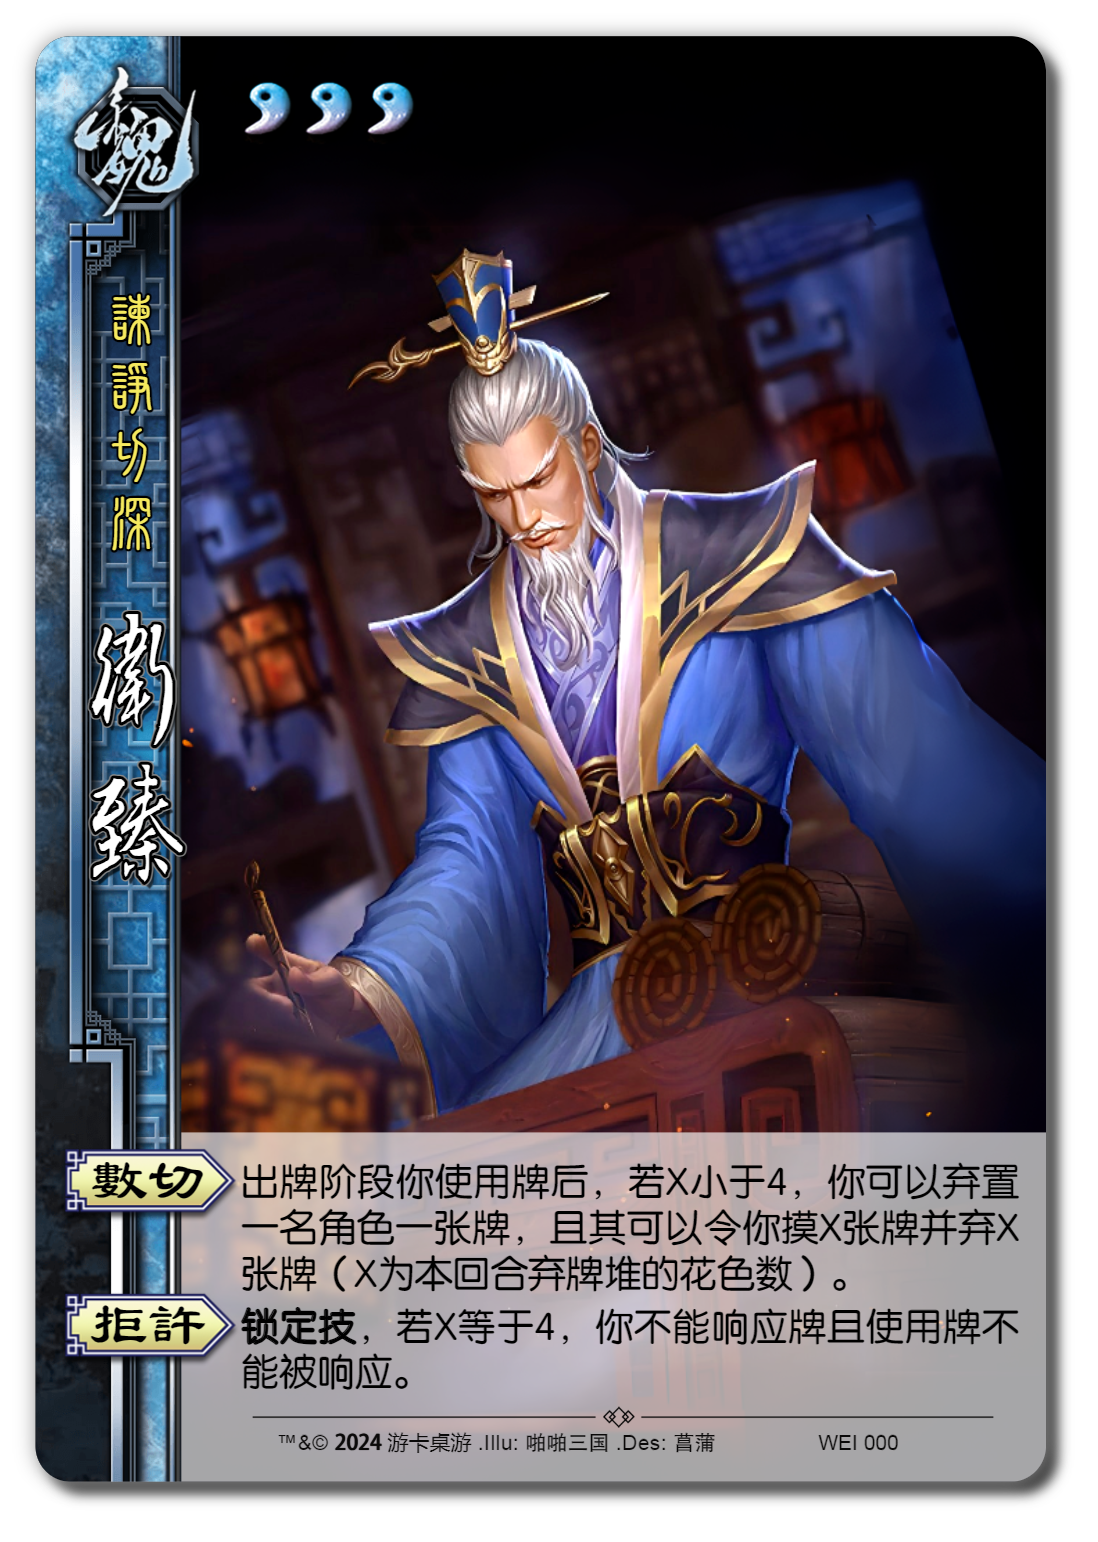 魏
諫諍切深
衛臻
數切
出牌阶段你使用牌后，若X小于4，你可以弃置
一名角色一张牌，且其可以令你摸X张牌并弃X
张牌（X为本回合弃牌堆的花色数）。
拒許
锁定技，若X等于4，你不能响应牌且使用牌不
能被响应。
™&© 2024 游卡桌游 .Illu: 啪啪三国 .Des: 菖蒲
WEI 000